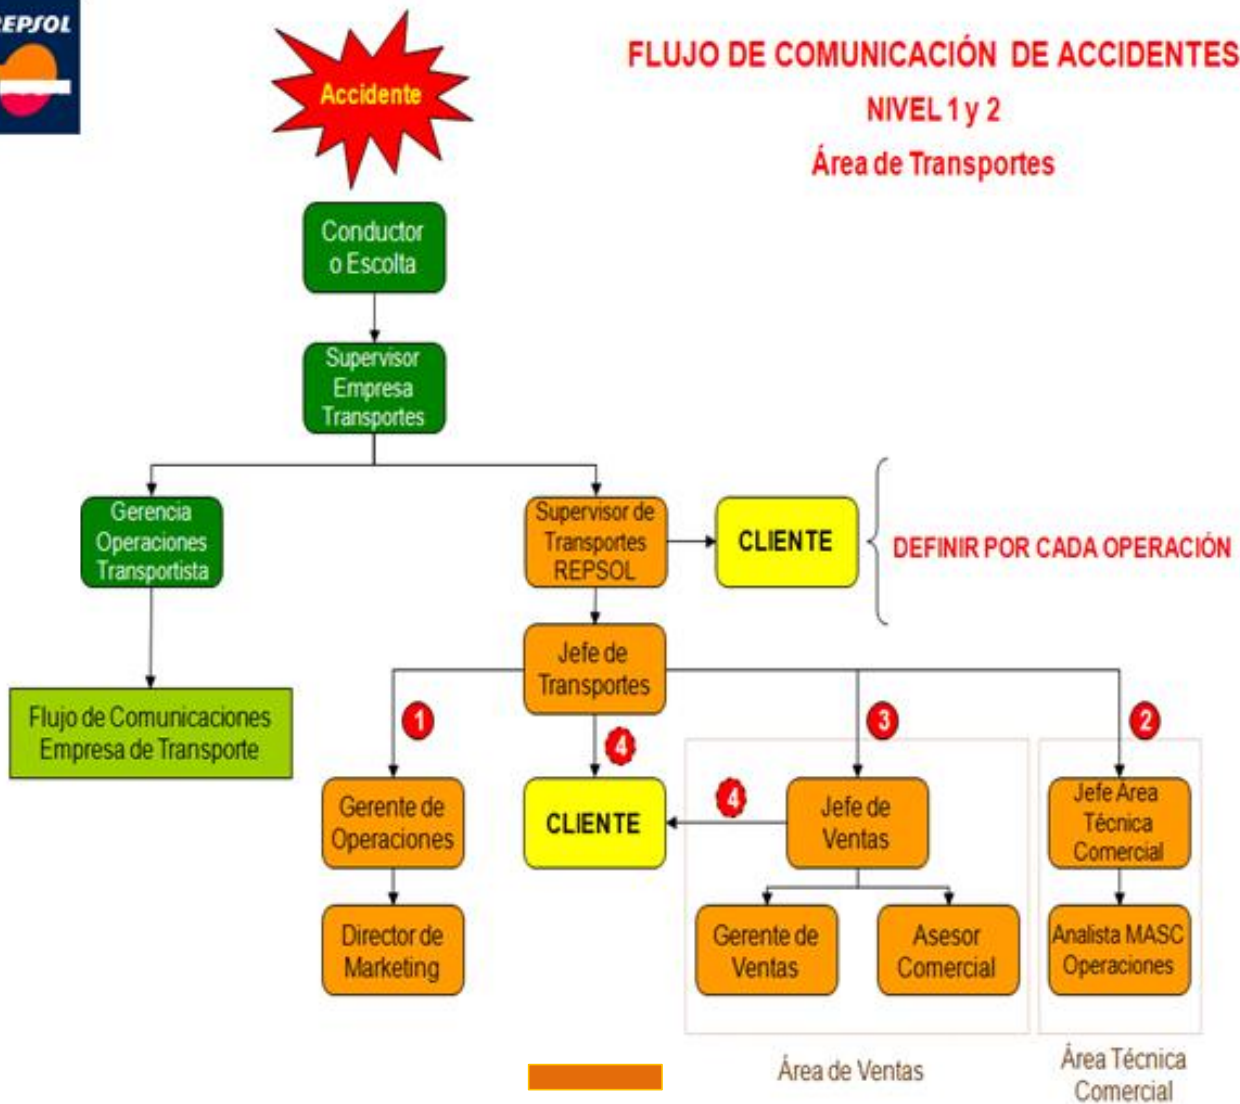 REPSOL
FLUJO DE COMUNICACIÓN DE ACCIDENTES
NIVEL 1 y 2
Área de Transportes
Accidente
Conductor
o Escolta
Supervisor
Empresa
Transportes
Gerencia
Operaciones
Transportista
Supervisor de
Transportes
REPSOL
CLIENTE
DEFINIR POR CADA OPERACIÓN
Jefe de
Transportes
Flujo de Comunicaciones
Empresa de Transporte
1
4
3
2
Gerente de
Operaciones
CLIENTE
4
Jefe de
Ventas
Jefe Area
Técnica
Comercial
Director de
Marketing
Gerente de
Ventas
Asesor
Comercial
Analista MASC
Operaciones
Área de Ventas
Área Técnica
Comercial